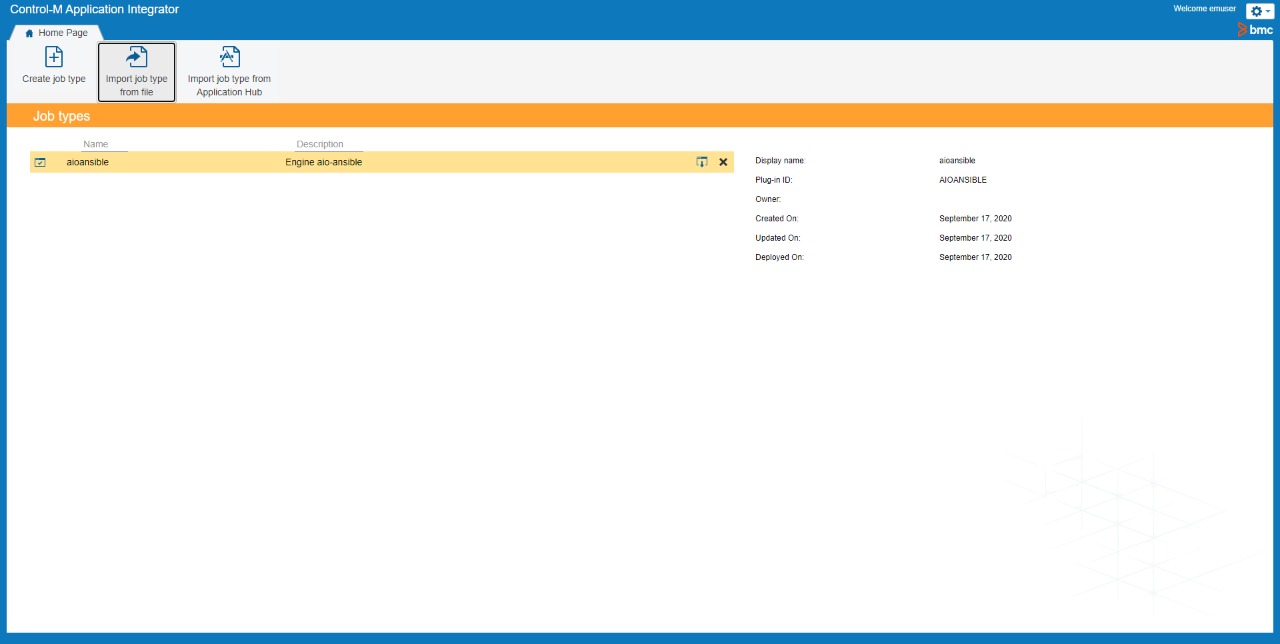 Control-M Application Integrator
Welcome emuser
bmc
Home Page
Create job type
Import job type
from file
Import job type from
Application Hub
Job types
Name Description
aioansible Engine aio-ansible
Display name: aioansible
Plug-in ID: AIOANSIBLE
Owner:
Created On: September 17, 2020
Updated On: September 17, 2020
Deployed On: September 17, 2020